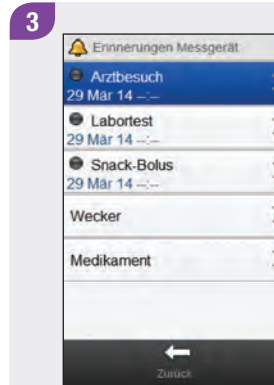 3
Erinnerungen Messgerät
Arztbesuch
29 Mär 14 --:--
Labortest
29 Mär 14 --:--
Snack-Bolus
29 Mär 14 --:--
Wecker
Medikament
Zurück